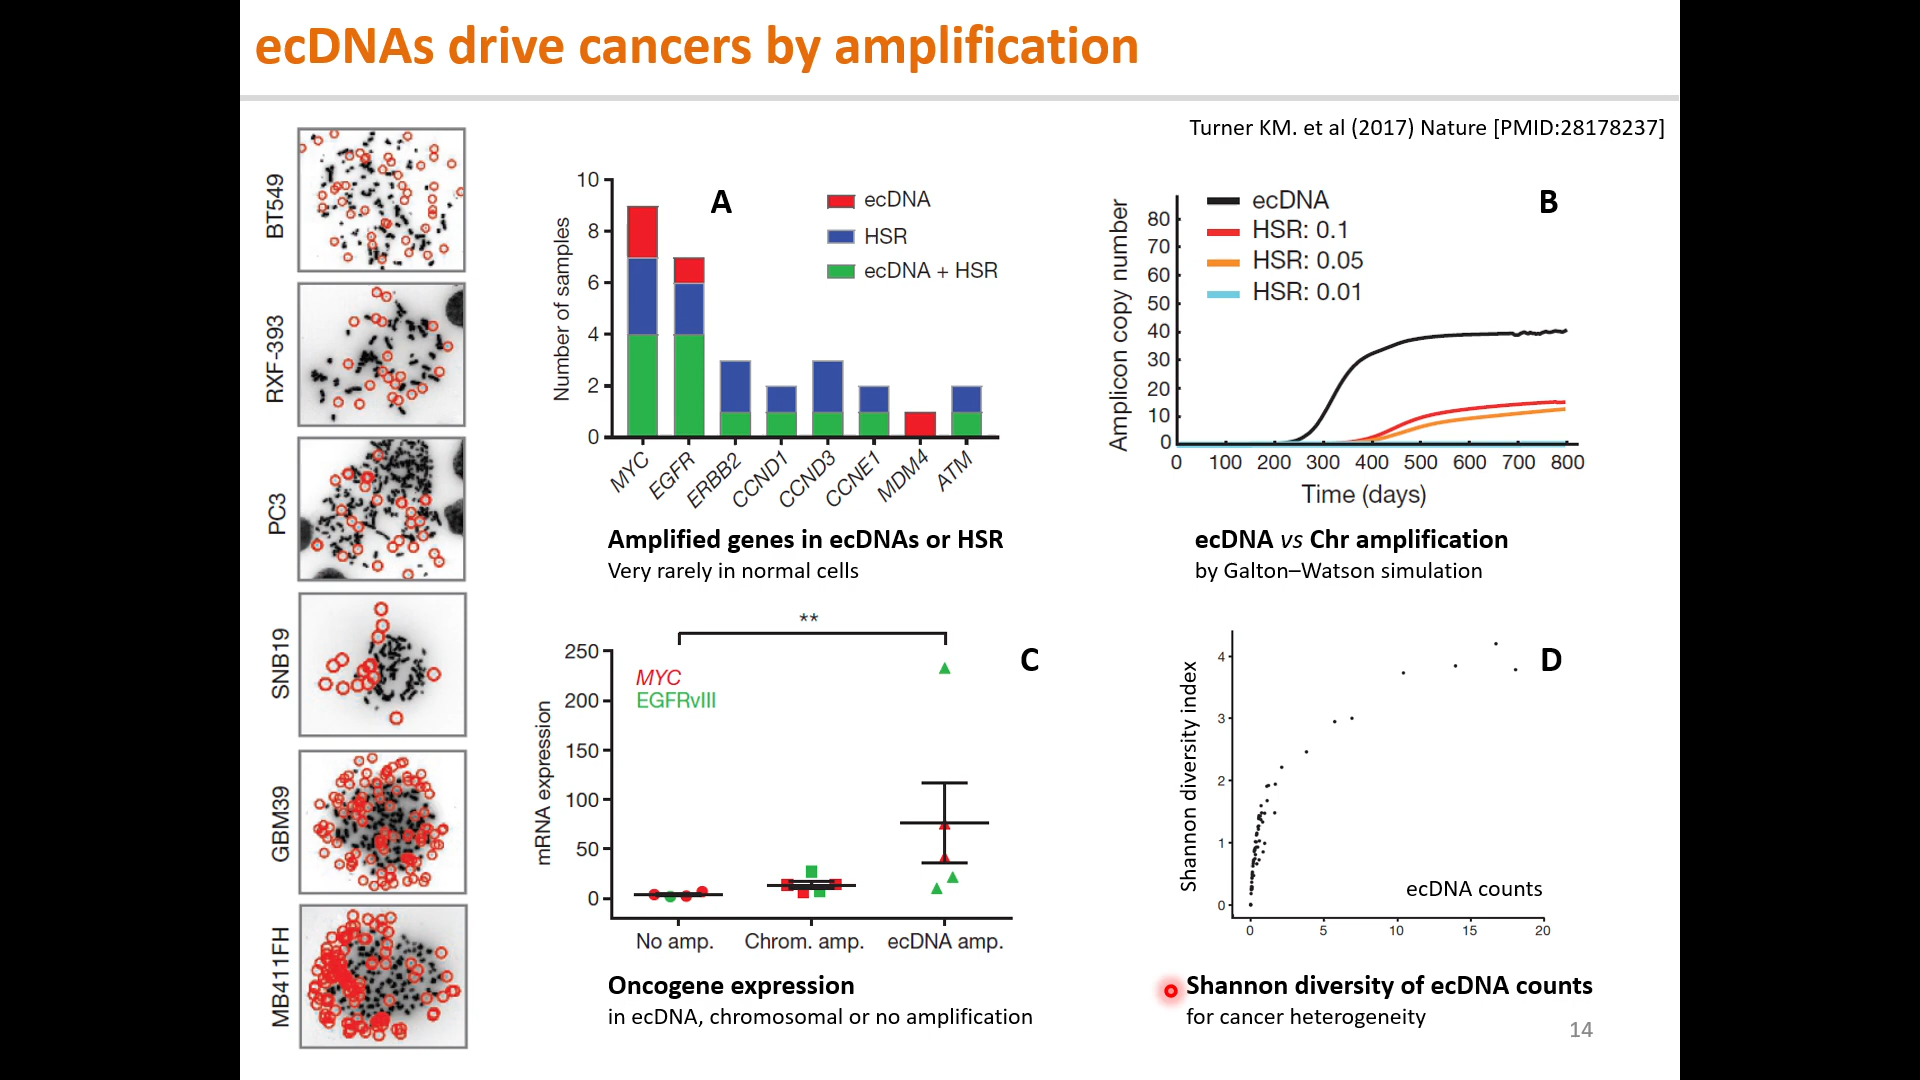 ecDNAs drive cancers by amplification
Turner KM. et al (2017) Nature [PMID:28178237]
BT549
RXF-393
PC3
SNB19
GBM39
MB411FH
A
Number of samples
10
8
6
4
2
0
ecDNA
HSR
ecDNA + HSR
MYC
EGFR
ERBB2
CCND1
CCND3
CCNE1
MDM4
ATM
Amplified genes in ecDNAs or HSR
Very rarely in normal cells
B
Amplicon copy number
80
70
60
50
40
30
20
10
0
ecDNA
HSR: 0.1
HSR: 0.05
HSR: 0.01
0 100 200 300 400 500 600 700 800
Time (days)
ecDNA vs Chr amplification
by Galton–Watson simulation
C
**
mRNA expression
250
200
150
100
50
0
MYC
EGFRvIII
No amp. Chrom. amp. ecDNA amp.
Oncogene expression
in ecDNA, chromosomal or no amplification
D
Shannon diversity index
4
3
2
1
0
ecDNA counts
0 5 10 15 20
Shannon diversity of ecDNA counts
for cancer heterogeneity
14